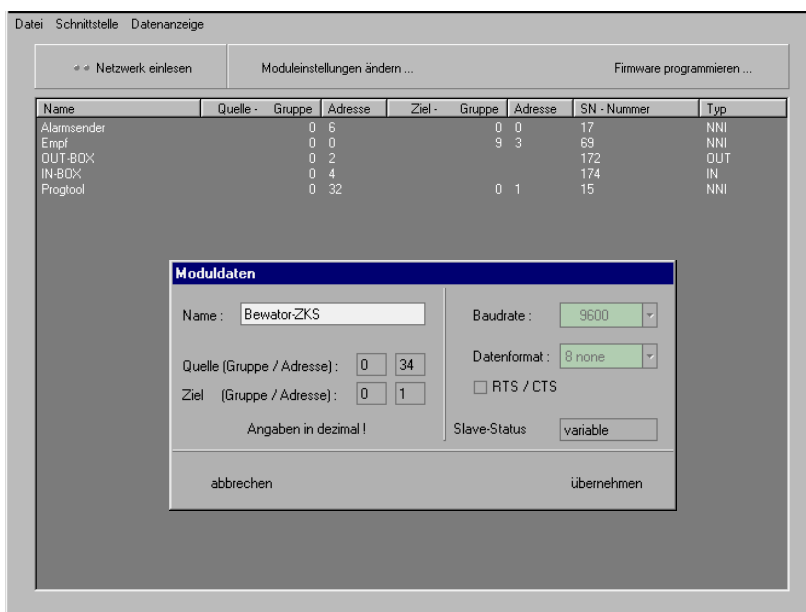 Datei Schnittstelle Datenanzeige
Netzwerk einlesen Moduleinstellungen ändern ... Firmware programmieren ...
Name Quelle - Gruppe Adresse Ziel - Gruppe Adresse SN - Nummer Typ
Alarmsender 0 6 0 0 17 NNI
Empf 0 0 9 3 69 NNI
OUT-BOX 0 2 172 OUT
IN-BOX 0 4 174 IN
Progtool 0 32 0 1 15 NNI
Moduldaten
Name : Bewator-ZKS
Quelle (Gruppe / Adresse) : 0 34
Ziel (Gruppe / Adresse) : 0 1
Angaben in dezimal !
Baudrate : 9600
Datenformat : 8 none
RTS / CTS
Slave-Status variable
abbrechen übernehmen